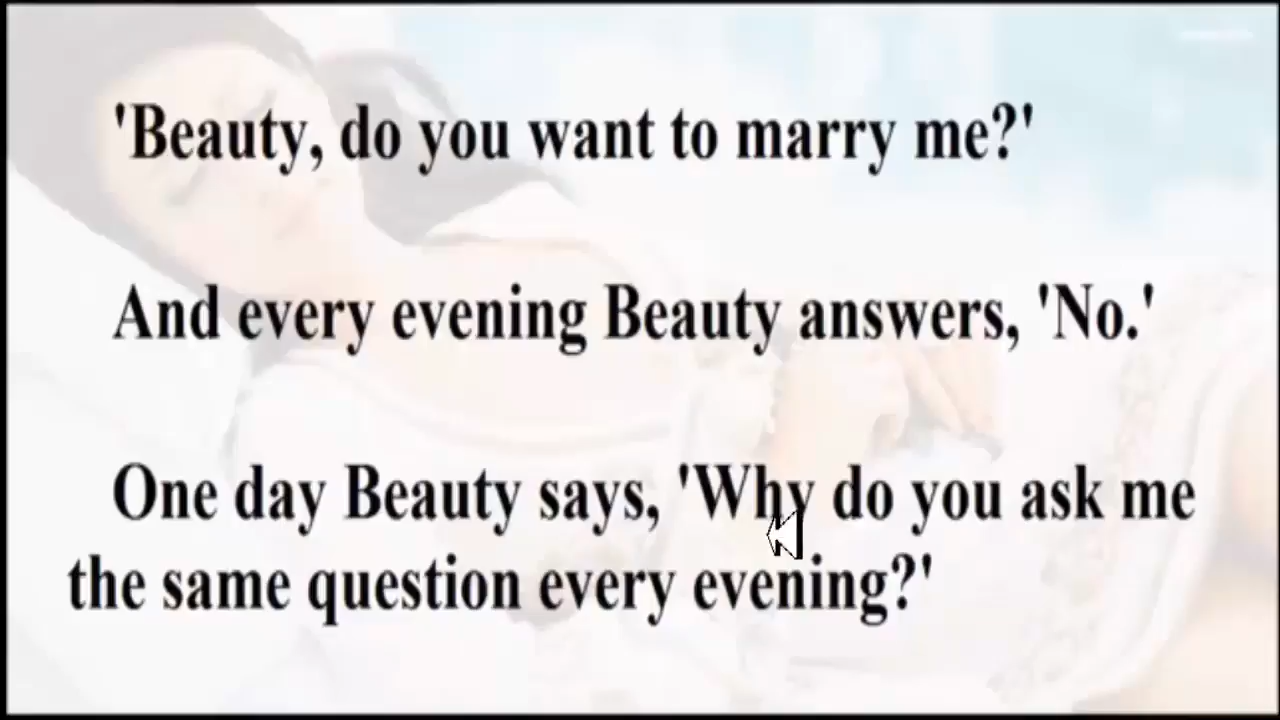 'Beauty, do you want to marry me?'
And every evening Beauty answers, 'No.'
One day Beauty says, 'Why do you ask me
the same question every evening?'